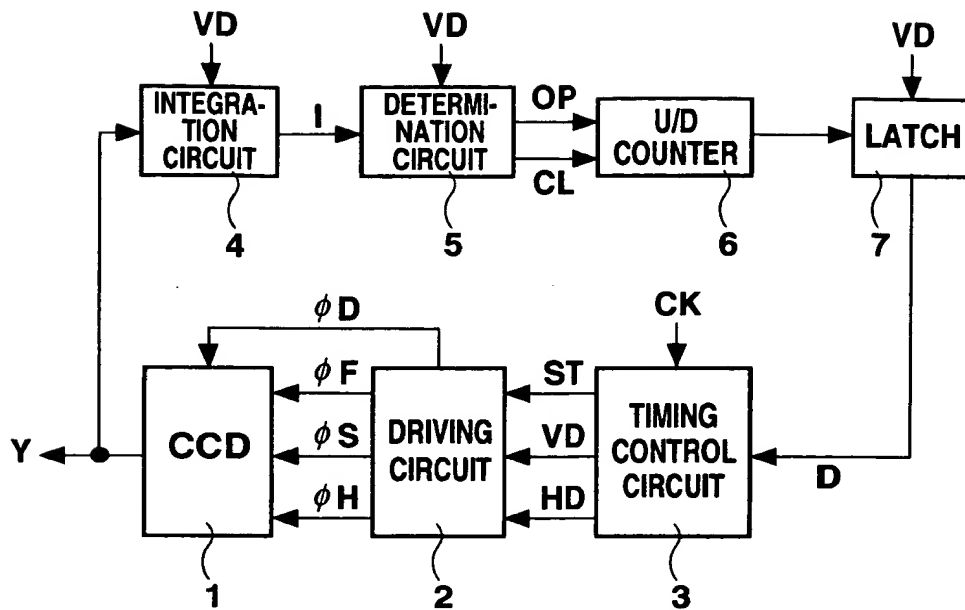 VD
VD
VD
INTEGRA-
TION
CIRCUIT
I
DETERMI-
NATION
CIRCUIT
OP
CL
U/D
COUNTER
LATCH
4
5
6
7
φD
CK
φF
ST
Y
CCD
φS
DRIVING
CIRCUIT
VD
TIMING
CONTROL
CIRCUIT
D
φH
HD
1
2
3